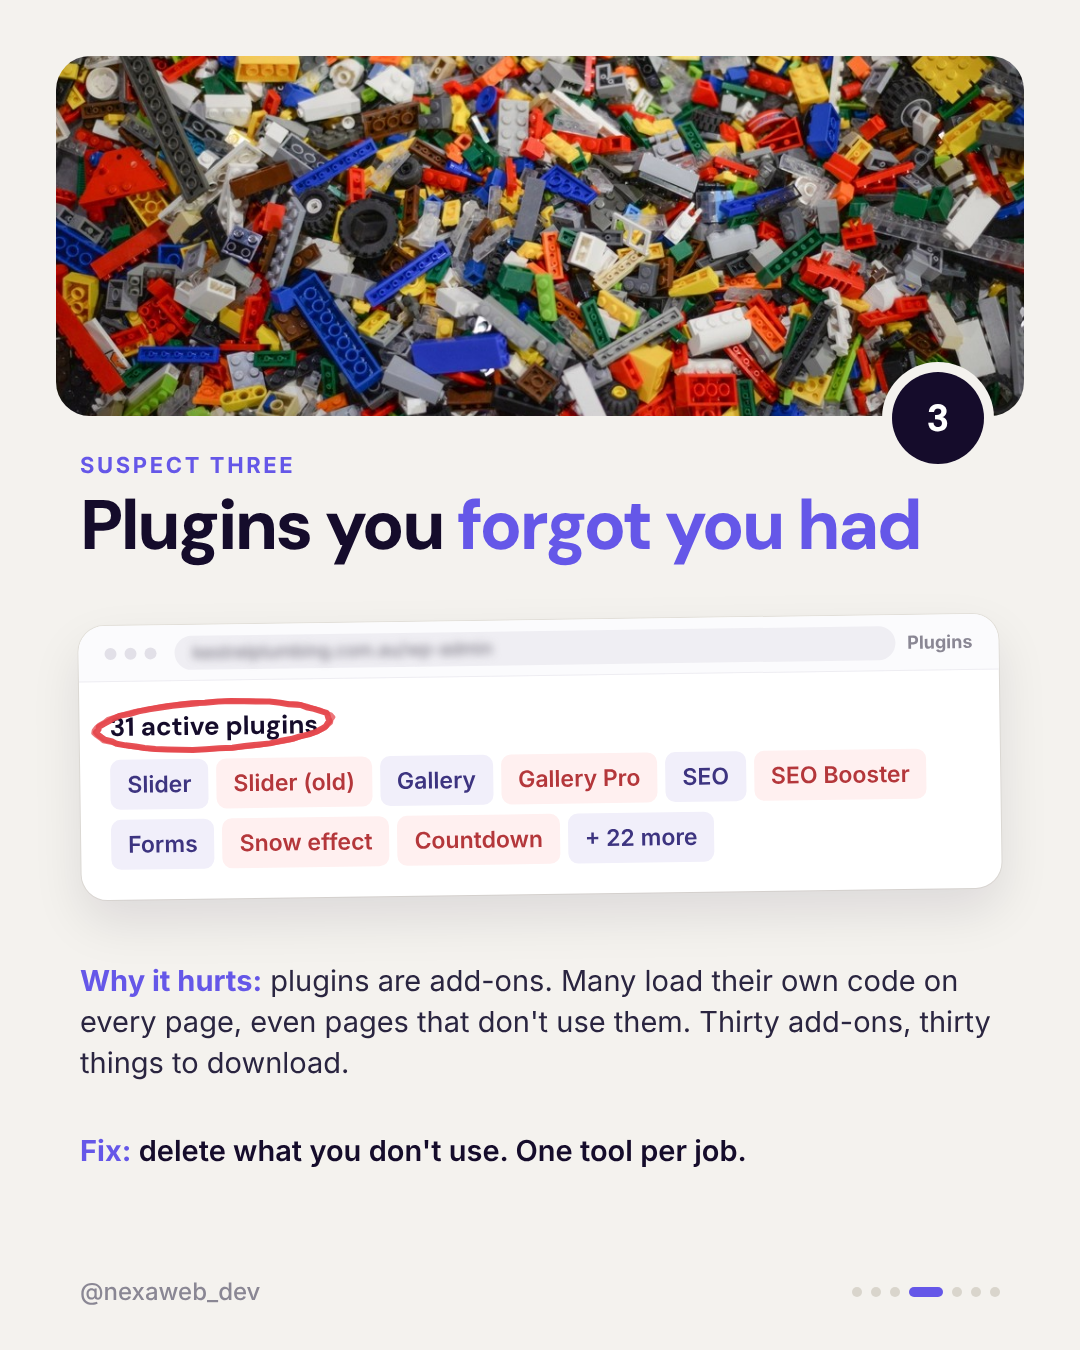 3
SUSPECT THREE
Plugins you forgot you had
Plugins
31 active plugins
Slider Slider (old) Gallery Gallery Pro SEO SEO Booster
Forms Snow effect Countdown + 22 more
Why it hurts: plugins are add-ons. Many load their own code on
every page, even pages that don't use them. Thirty add-ons, thirty
things to download.
Fix: delete what you don't use. One tool per job.
@nexaweb_dev